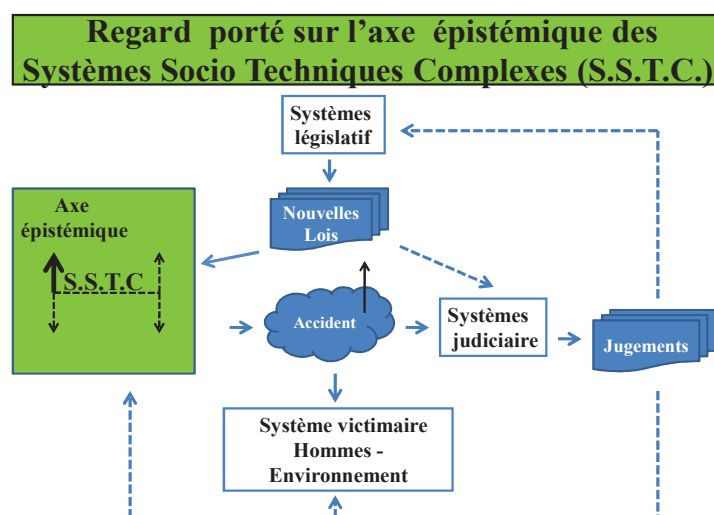 Regard porté sur l'axe épistémique des
Systèmes Socio Techniques Complexes (S.S.T.C.)
Systèmes
législatif
Nouvelles
Lois
Axe
épistémique
S.S.T.C
Accident
Systèmes
judiciaire
Jugements
Système victimaire
Hommes -
Environnement